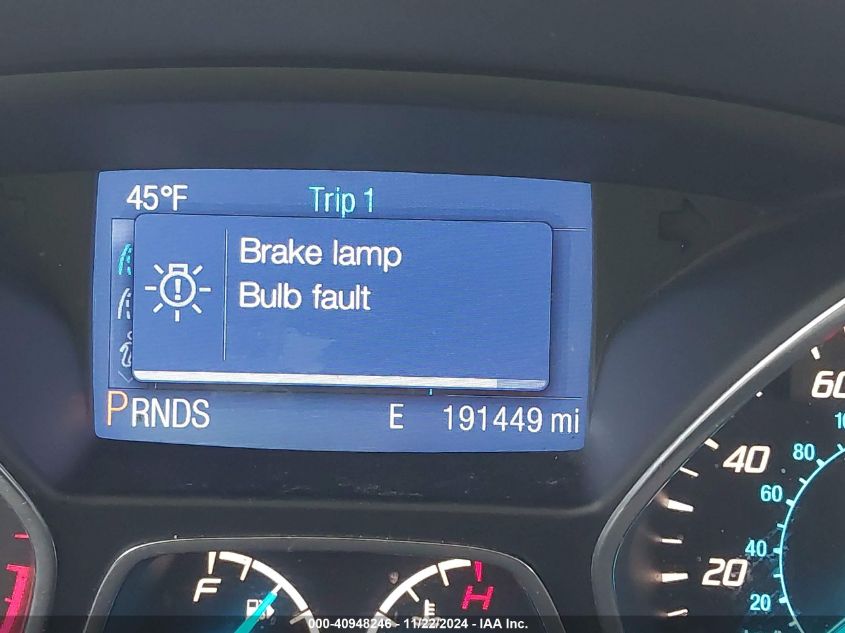 45°F Trip 1
Brake lamp
Bulb fault
PRNDS E 191449 mi
60
40 80
60
F H 40
20
E 20
000-40948246 - 11/22/2024 - IAA Inc.